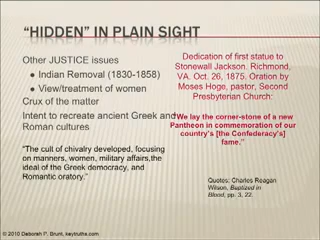 “HIDDEN” IN PLAIN SIGHT
Other JUSTICE issues
● Indian Removal (1830-1858)
● View/treatment of women
Crux of the matter
Intent to recreate ancient Greek and
Roman cultures
“The cult of chivalry developed, focusing
on manners, women, military affairs,the
ideal of the Greek democracy, and
Romantic oratory.”
Dedication of first statue to
Stonewall Jackson. Richmond,
VA. Oct. 26, 1875. Oration by
Moses Hoge, pastor, Second
Presbyterian Church:
“We lay the corner-stone of a new
Pantheon in commemoration of our
country’s [the Confederacy’s]
fame.”
Quotes: Charles Reagan
Wilson, Baptized in
Blood, pp. 3, 22.
© 2010 Deborah P. Brunt, keytruths.com